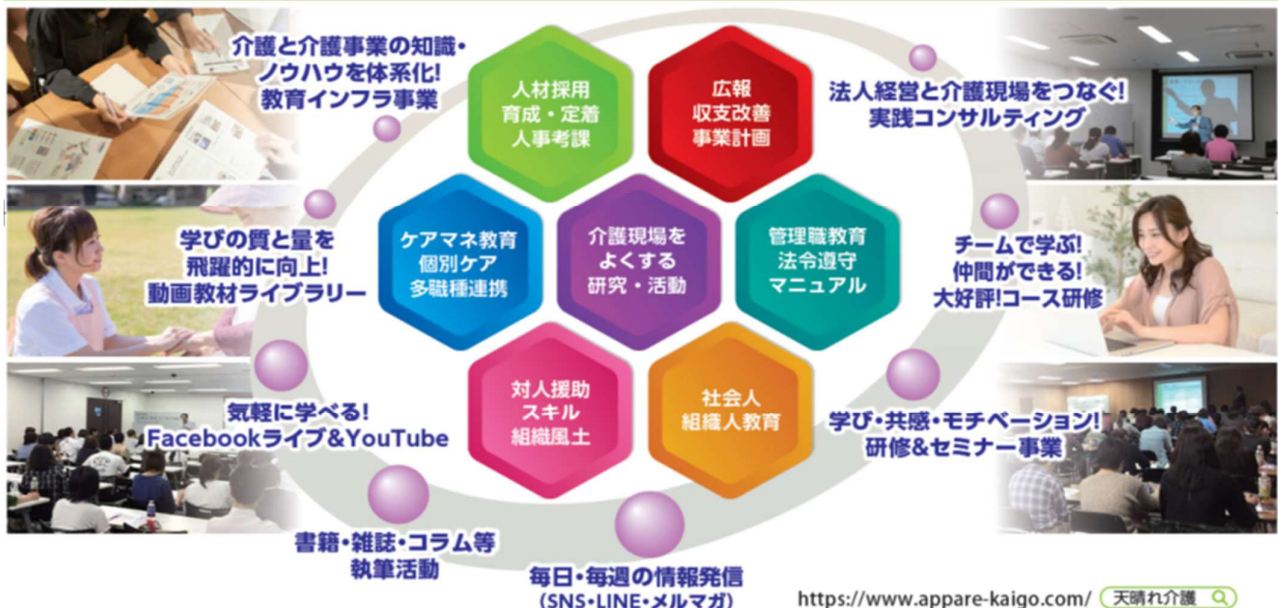 介護と介護事業の知識・
ノウハウを体系化!
教育インフラ事業
学びの質と量を
飛躍的に向上!
動画教材ライブラリー
気軽に学べる!
Facebookライブ&YouTube
書籍・雑誌・コラム等
執筆活動
毎日・毎週の情報発信
(SNS・LINE・メルマガ)
人材採用
育成・定着
人事考課
広報
収支改善
事業計画
ケアマネ教育
個別ケア
多職種連携
介護現場を
よくする
研究・活動
管理職教育
法令遵守
マニュアル
対人援助
スキル
組織風土
社会人
組織人教育
法人経営と介護現場をつなぐ!
実践コンサルティング
チームで学ぶ!
仲間ができる!
大好評!コース研修
学び・共感・モチベーション!
研修&セミナー事業
https://www.appare-kaigo.com/ 天晴れ介護